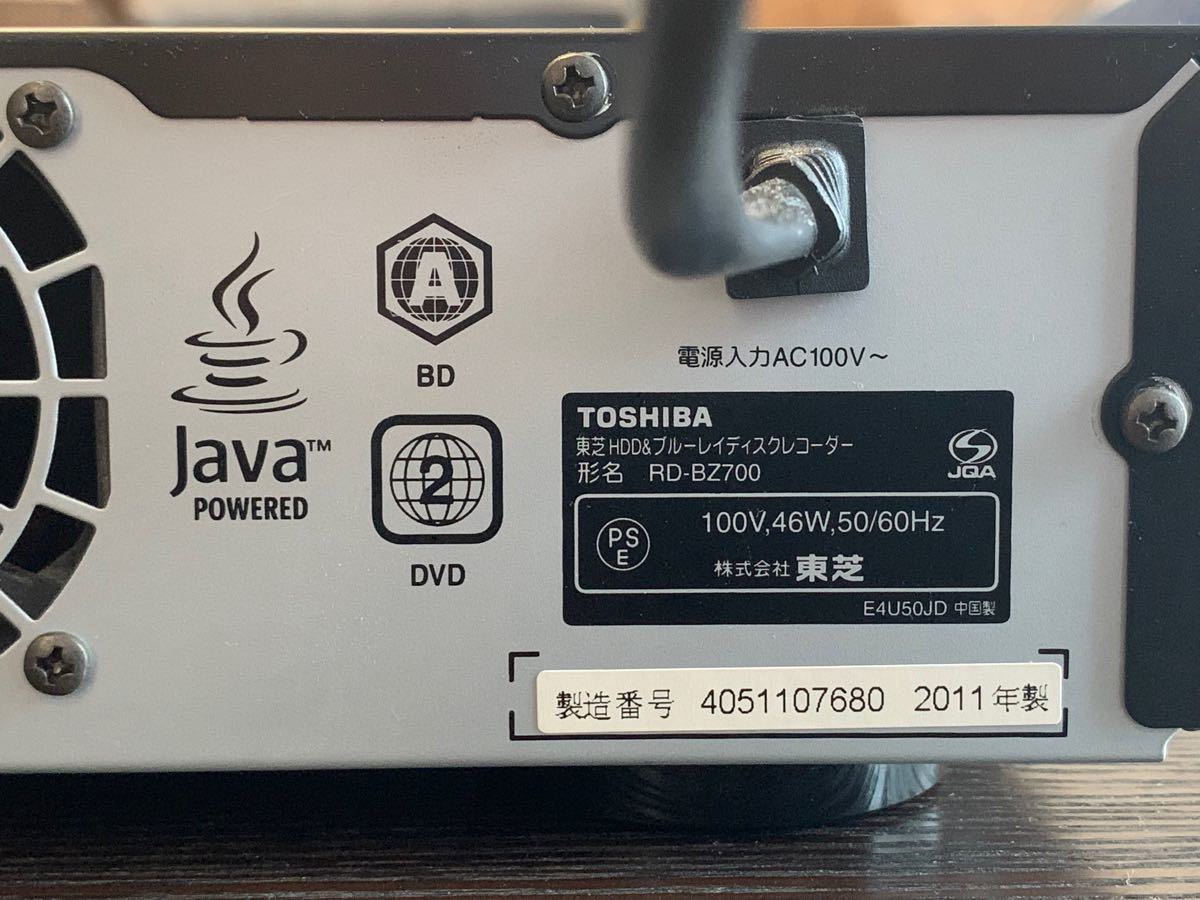 A
BD
Java™
POWERED
2
DVD
電源入力AC100V～
TOSHIBA
東芝HDD&ブルーレイディスクレコーダー
形名 RD-BZ700
JQA
PS
E
100V,46W,50/60Hz
株式会社 東芝
E4U50JD 中国製
製造番号 4051107680 2011年製